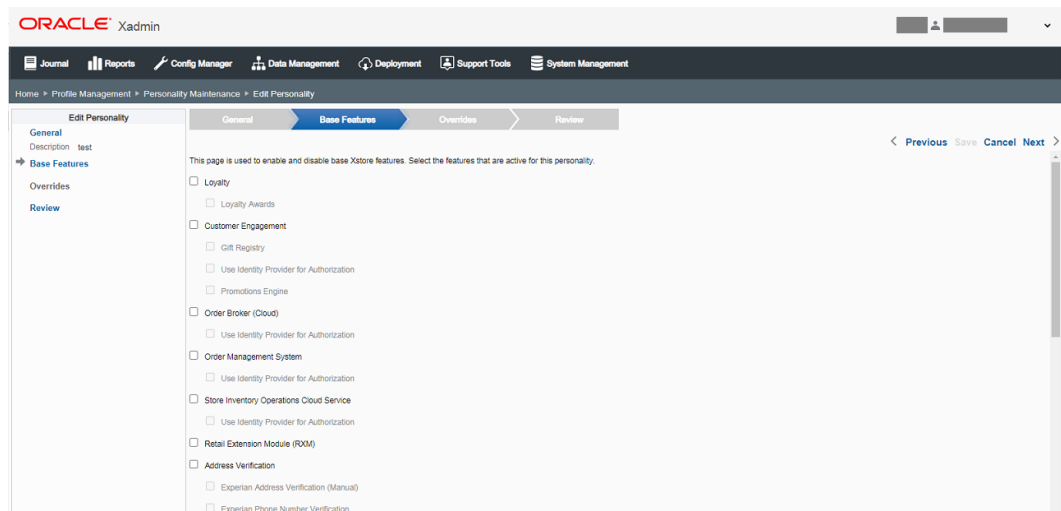 ORACLE Xadmin
Journal Reports Config Manager Data Management Deployment Support Tools System Management
Home Profile Management Personality Maintenance Edit Personality
Edit Personality
General
Description test
Base Features
Overrides
Review
General Base Features Overrides Review
Previous Save Cancel Next
This page is used to enable and disable base Xstore features. Select the features that are active for this personality.
Loyalty
Loyalty Awards
Customer Engagement
Gift Registry
Use Identity Provider for Authorization
Promotions Engine
Order Broker (Cloud)
Use Identity Provider for Authorization
Order Management System
Use Identity Provider for Authorization
Store Inventory Operations Cloud Service
Use Identity Provider for Authorization
Retail Extension Module (RXM)
Address Verification
Experian Address Verification (Manual)
Experian Phone Number Verification